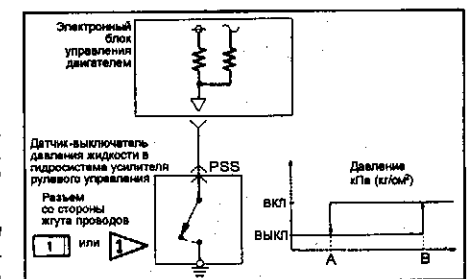 Электронный
блок
управления
двигателем
Датчик-выключатель
давления жидкости в
гидросистеме усилителя
рулевого управления
PSS
Разъем
со стороны
жгута проводов
1 или 1
Давление
кПа (кг/см²)
ВКЛ
ВЫКЛ
A B